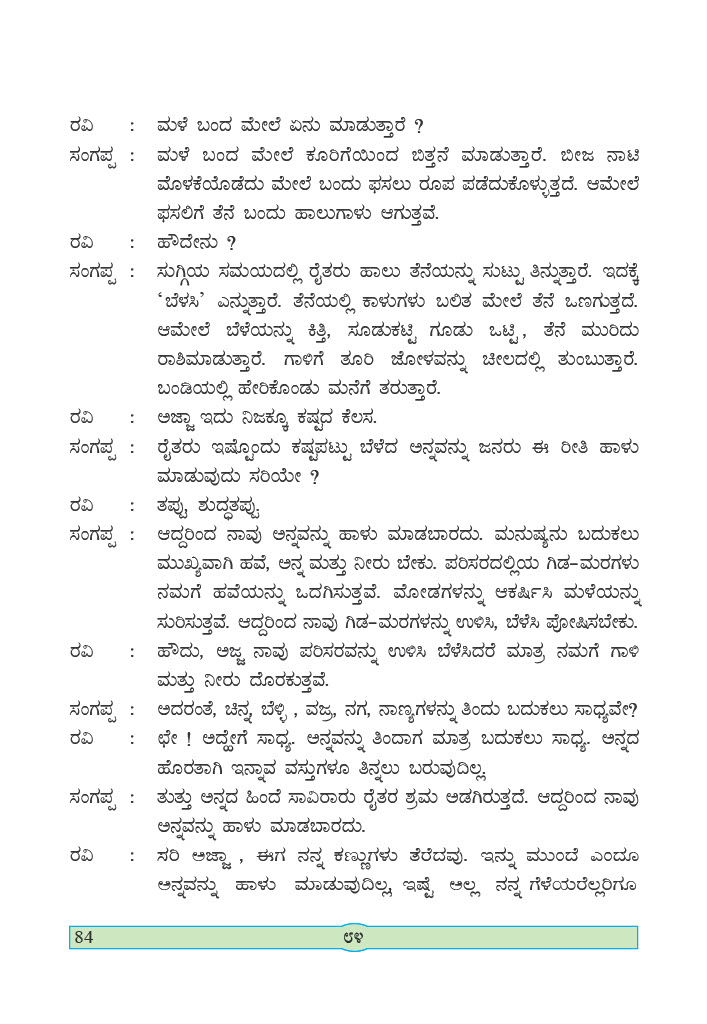 ರವಿ : ಮಳೆ ಬಂದ ಮೇಲೆ ಏನು ಮಾಡುತ್ತಾರೆ ?
ಸಂಗಪ್ಪ : ಮಳೆ ಬಂದ ಮೇಲೆ ಕೂರಿಗೆಯಿಂದ ಬಿತ್ತನೆ ಮಾಡುತ್ತಾರೆ. ಬೀಜ ನಾಟಿ
ಮೊಳಕೆಯೊಡೆದು ಮೇಲೆ ಬಂದು ಫಸಲು ರೂಪ ಪಡೆದುಕೊಳ್ಳುತ್ತದೆ. ಆಮೇಲೆ
ಫಸಲಿಗೆ ತೆನೆ ಬಂದು ಹಾಲುಗಾಳು ಆಗುತ್ತವೆ.
ರವಿ : ಹೌದೇನು ?
ಸಂಗಪ್ಪ : ಸುಗ್ಗಿಯ ಸಮಯದಲ್ಲಿ ರೈತರು ಹಾಲು ತೆನೆಯನ್ನು ಸುಟ್ಟು ತಿನ್ನುತ್ತಾರೆ. ಇದಕ್ಕೆ
‘ಬೆಳಸಿ’ ಎನ್ನುತ್ತಾರೆ. ತೆನೆಯಲ್ಲಿ ಕಾಳುಗಳು ಬಲಿತ ಮೇಲೆ ತೆನೆ ಒಣಗುತ್ತದೆ.
ಆಮೇಲೆ ಬೆಳೆಯನ್ನು ಕಿತ್ತಿ, ಸೂಡುಕಟ್ಟಿ ಗೂಡು ಒಟ್ಟಿ, ತೆನೆ ಮುರಿದು
ರಾಶಿಮಾಡುತ್ತಾರೆ. ಗಾಳಿಗೆ ತೂರಿ ಜೋಳವನ್ನು ಚೀಲದಲ್ಲಿ ತುಂಬುತ್ತಾರೆ.
ಬಂಡಿಯಲ್ಲಿ ಹೇರಿಕೊಂಡು ಮನೆಗೆ ತರುತ್ತಾರೆ.
ರವಿ : ಅಜ್ಜಾ ಇದು ನಿಜಕ್ಕೂ ಕಷ್ಟದ ಕೆಲಸ.
ಸಂಗಪ್ಪ : ರೈತರು ಇಷ್ಟೊಂದು ಕಷ್ಟಪಟ್ಟು ಬೆಳೆದ ಅನ್ನವನ್ನು ಜನರು ಈ ರೀತಿ ಹಾಳು
ಮಾಡುವುದು ಸರಿಯೇ ?
ರವಿ : ತಪ್ಪು, ಶುದ್ಧತಪ್ಪು.
ಸಂಗಪ್ಪ : ಆದ್ದರಿಂದ ನಾವು ಅನ್ನವನ್ನು ಹಾಳು ಮಾಡಬಾರದು. ಮನುಷ್ಯನು ಬದುಕಲು
ಮುಖ್ಯವಾಗಿ ಹವೆ, ಅನ್ನ ಮತ್ತು ನೀರು ಬೇಕು. ಪರಿಸರದಲ್ಲಿಯ ಗಿಡ-ಮರಗಳು
ನಮಗೆ ಹವೆಯನ್ನು ಒದಗಿಸುತ್ತವೆ. ಮೋಡಗಳನ್ನು ಆಕರ್ಷಿಸಿ ಮಳೆಯನ್ನು
ಸುರಿಸುತ್ತವೆ. ಆದ್ದರಿಂದ ನಾವು ಗಿಡ-ಮರಗಳನ್ನು ಉಳಿಸಿ, ಬೆಳೆಸಿ ಪೋಷಿಸಬೇಕು.
ರವಿ : ಹೌದು, ಅಜ್ಜ ನಾವು ಪರಿಸರವನ್ನು ಉಳಿಸಿ ಬೆಳೆಸಿದರೆ ಮಾತ್ರ ನಮಗೆ ಗಾಳಿ
ಮತ್ತು ನೀರು ದೊರಕುತ್ತವೆ.
ಸಂಗಪ್ಪ : ಅದರಂತೆ, ಚಿನ್ನ, ಬೆಳ್ಳಿ , ವಜ್ರ, ನಗ, ನಾಣ್ಯಗಳನ್ನು ತಿಂದು ಬದುಕಲು ಸಾಧ್ಯವೇ?
ರವಿ : ಛೇ ! ಅದ್ಹೇಗೆ ಸಾಧ್ಯ. ಅನ್ನವನ್ನು ತಿಂದಾಗ ಮಾತ್ರ ಬದುಕಲು ಸಾಧ್ಯ. ಅನ್ನದ
ಹೊರತಾಗಿ ಇನ್ನಾವ ವಸ್ತುಗಳೂ ತಿನ್ನಲು ಬರುವುದಿಲ್ಲ.
ಸಂಗಪ್ಪ : ತುತ್ತು ಅನ್ನದ ಹಿಂದೆ ಸಾವಿರಾರು ರೈತರ ಶ್ರಮ ಅಡಗಿರುತ್ತದೆ. ಆದ್ದರಿಂದ ನಾವು
ಅನ್ನವನ್ನು ಹಾಳು ಮಾಡಬಾರದು.
ರವಿ : ಸರಿ ಅಜ್ಜಾ , ಈಗ ನನ್ನ ಕಣ್ಣುಗಳು ತೆರೆದವು. ಇನ್ನು ಮುಂದೆ ಎಂದೂ
ಅನ್ನವನ್ನು ಹಾಳು ಮಾಡುವುದಿಲ್ಲ, ಇಷ್ಟೆ ಅಲ್ಲ ನನ್ನ ಗೆಳೆಯರೆಲ್ಲರಿಗೂ
84 ೮೪